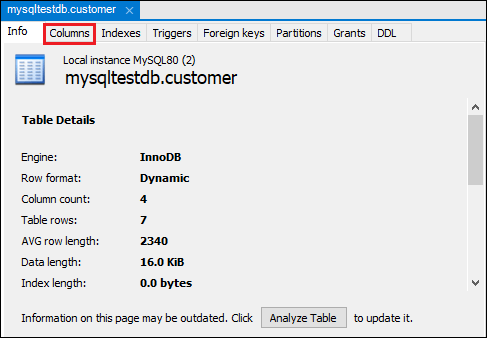 mysqltestdb.customer ×
Info Columns Indexes Triggers Foreign keys Partitions Grants DDL
Local instance MySQL80 (2)
mysqltestdb.customer
Table Details
Engine: InnoDB
Row format: Dynamic
Column count: 4
Table rows: 7
AVG row length: 2340
Data length: 16.0 KiB
Index length: 0.0 bytes
Information on this page may be outdated. Click Analyze Table to update it.